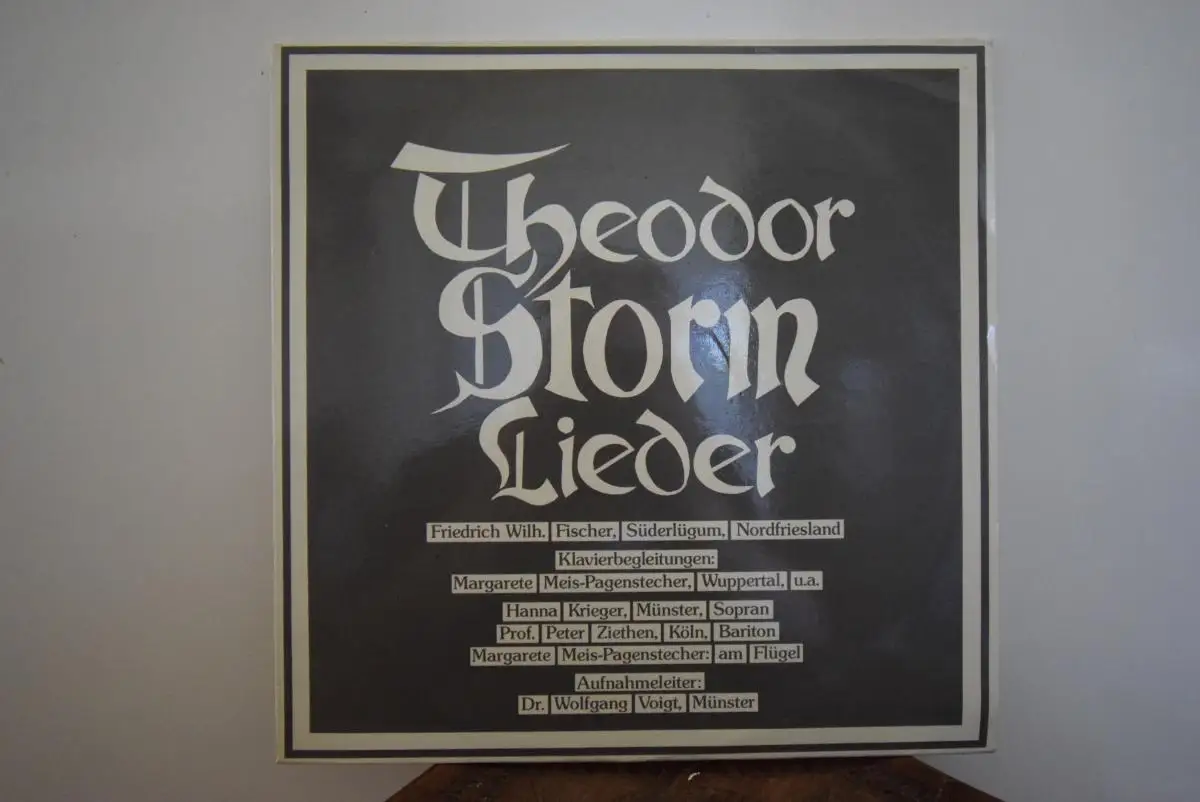 Theodor
Storm
Lieder
Friedrich Wilh. Fischer, Süderlügum, Nordfriesland
Klavierbegleitungen:
Margarete Meis-Pagenstecher, Wuppertal, u.a.
Hanna Krieger, Münster, Sopran
Prof. Peter Ziethen, Köln, Bariton
Margarete Meis-Pagenstecher: am Flügel
Aufnahmeleiter:
Dr. Wolfgang Voigt, Münster